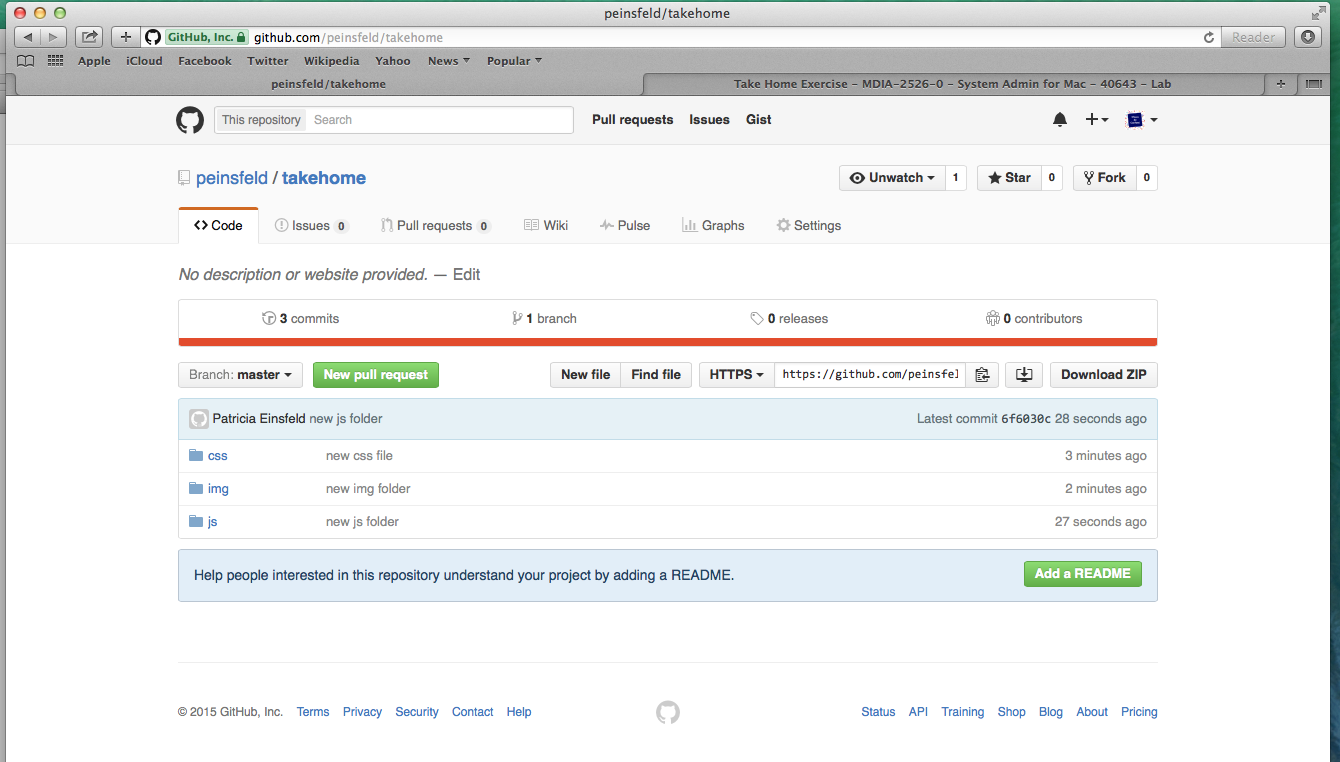 peinsfeld/takehome
GitHub, Inc. github.com/peinsfeld/takehome Reader
Apple iCloud Facebook Twitter Wikipedia Yahoo News Popular
peinsfeld/takehome Take Home Exercise – MDIA-2526-0 – System Admin for Mac – 40643 – Lab
This repository Search Pull requests Issues Gist
peinsfeld / takehome Unwatch 1 Star 0 Fork 0
Code Issues 0 Pull requests 0 Wiki Pulse Graphs Settings
No description or website provided. — Edit
3 commits 1 branch 0 releases 0 contributors
Branch: master New pull request New file Find file HTTPS https://github.com/peinsfel Download ZIP
Patricia Einsfeld new js folder Latest commit 6f6030c 28 seconds ago
css new css file 3 minutes ago
img new img folder 2 minutes ago
js new js folder 27 seconds ago
Help people interested in this repository understand your project by adding a README. Add a README
© 2015 GitHub, Inc. Terms Privacy Security Contact Help Status API Training Shop Blog About Pricing